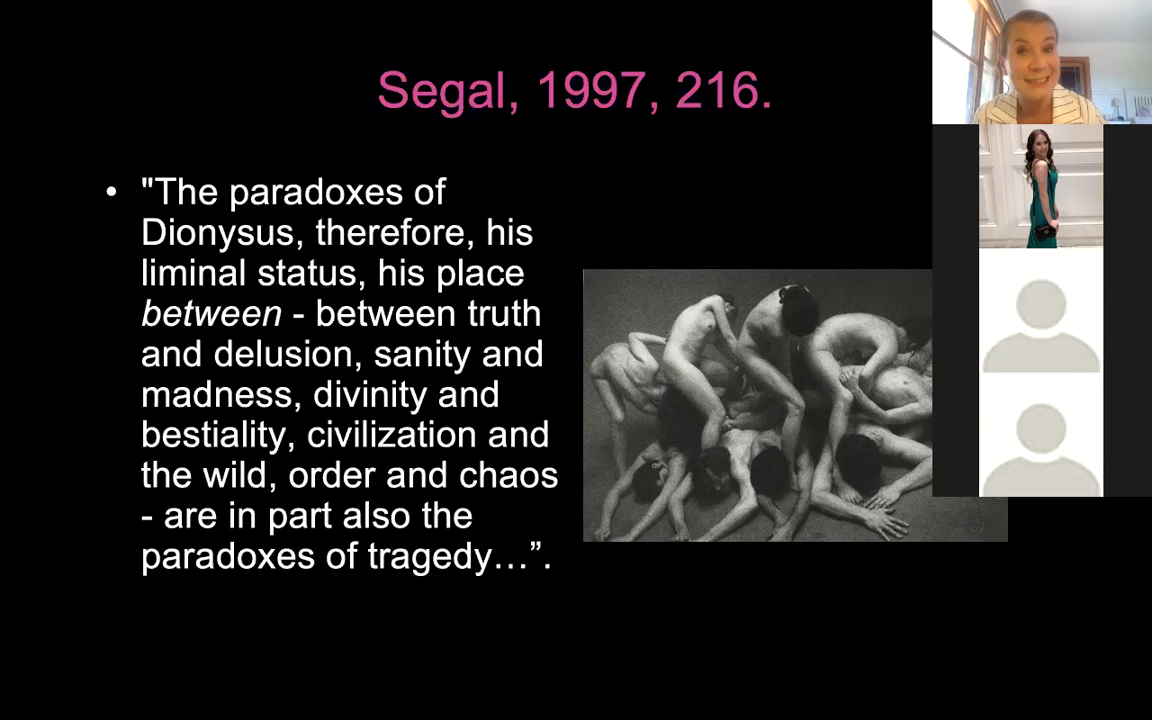 Segal, 1997, 216.
• "The paradoxes of
Dionysus, therefore, his
liminal status, his place
between - between truth
and delusion, sanity and
madness, divinity and
bestiality, civilization and
the wild, order and chaos
- are in part also the
paradoxes of tragedy…”.